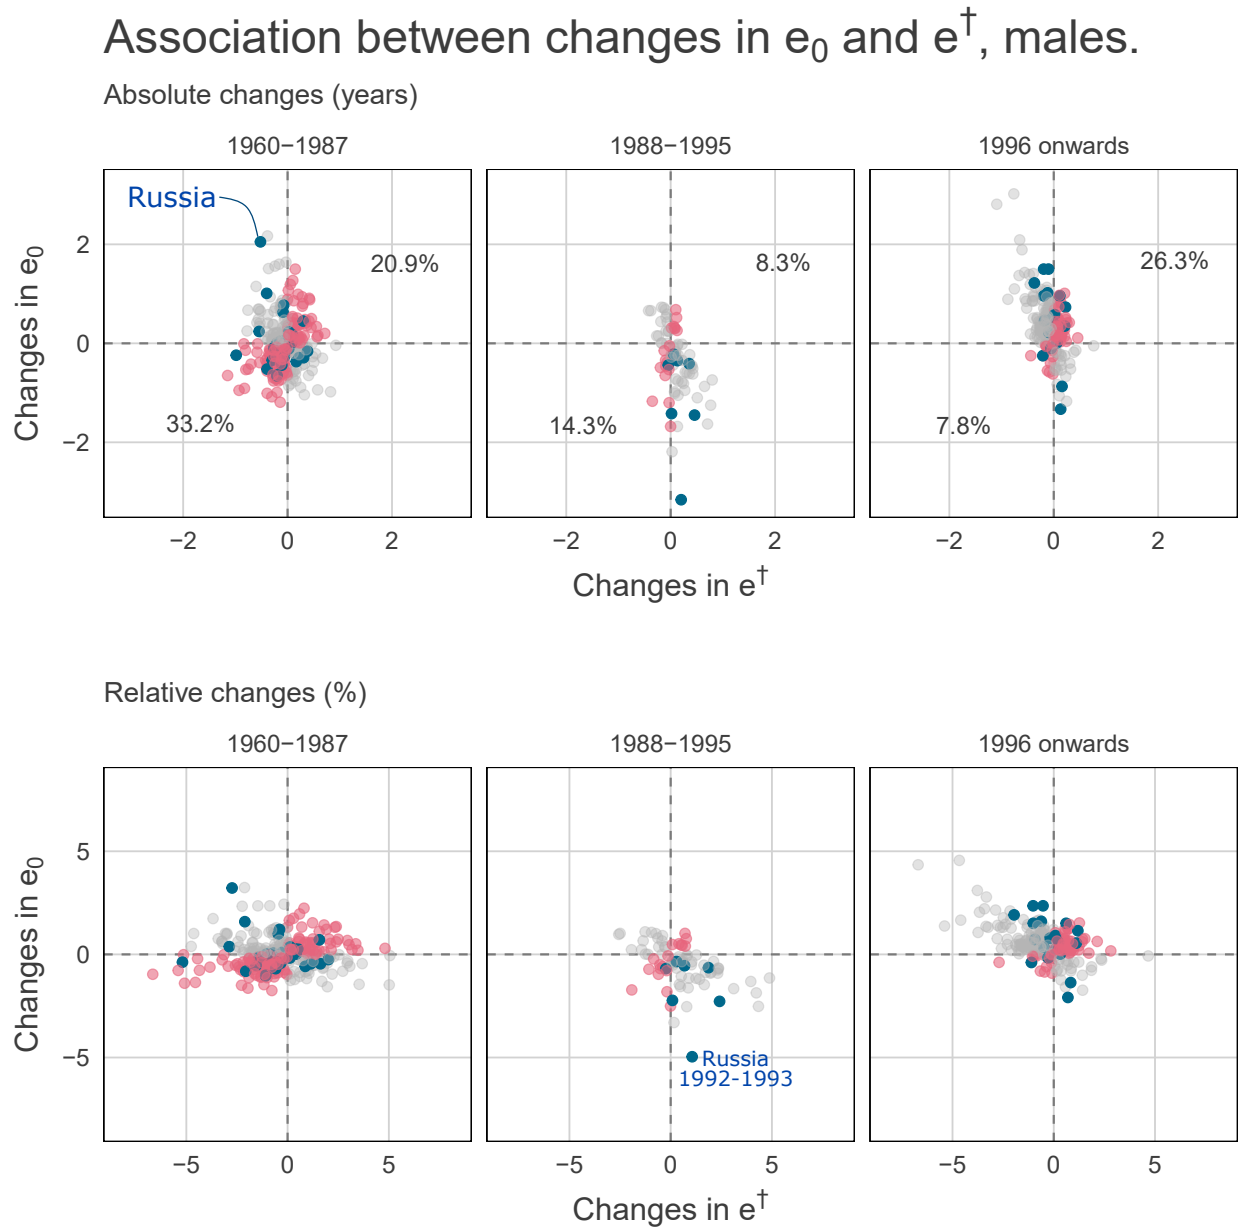 Association between changes in e₀ and e†, males.
Absolute changes (years)
1960−1987
1988−1995
1996 onwards
Changes in e₀
2
0
−2
Russia
20.9%
33.2%
8.3%
14.3%
26.3%
7.8%
−2 0 2
−2 0 2
−2 0 2
Changes in e†
Relative changes (%)
1960−1987
1988−1995
1996 onwards
Changes in e₀
5
0
−5
Russia
1992-1993
−5 0 5
−5 0 5
−5 0 5
Changes in e†